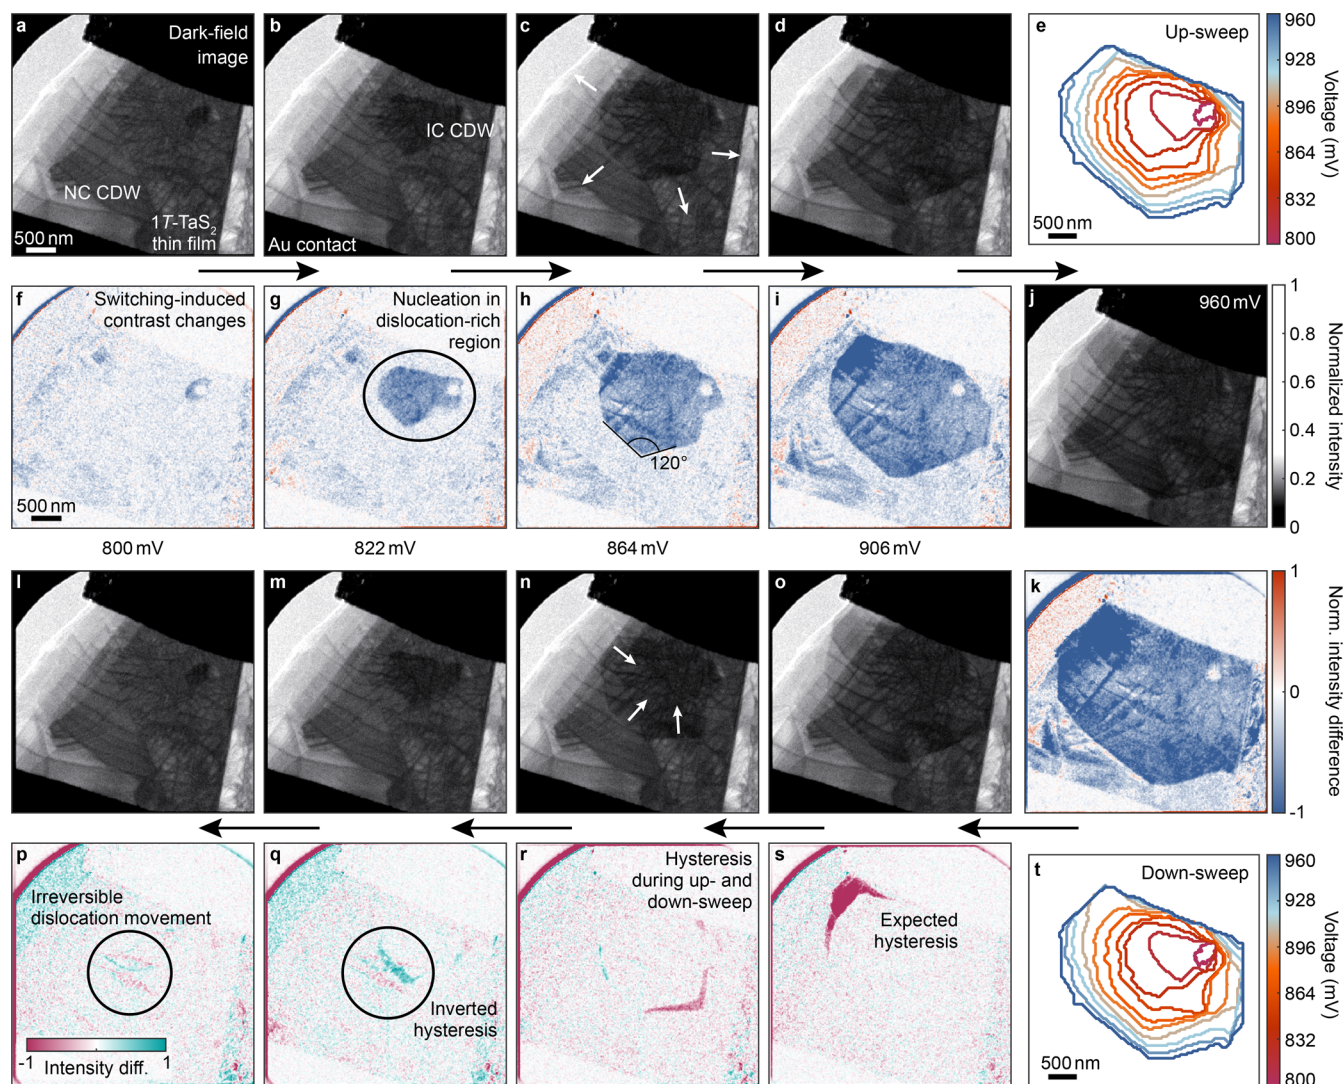 a
Dark-field
image
NC CDW
1T-TaS2
thin film
500 nm
b
IC CDW
Au contact
c
d
e
Up-sweep
500 nm
960
928
896
864
832
800
Voltage (mV)
f
Switching-induced
contrast changes
500 nm
g
Nucleation in
dislocation-rich
region
h
120°
i
j
960 mV
1
0.8
0.6
0.4
0.2
0
Normalized intensity
800 mV
822 mV
864 mV
906 mV
l
m
n
o
k
1
0
-1
Norm. intensity difference
p
Irreversible
dislocation movement
-1
1
Intensity diff.
q
Inverted
hysteresis
r
Hysteresis
during up- and
down-sweep
s
Expected
hysteresis
t
Down-sweep
500 nm
960
928
896
864
832
800
Voltage (mV)